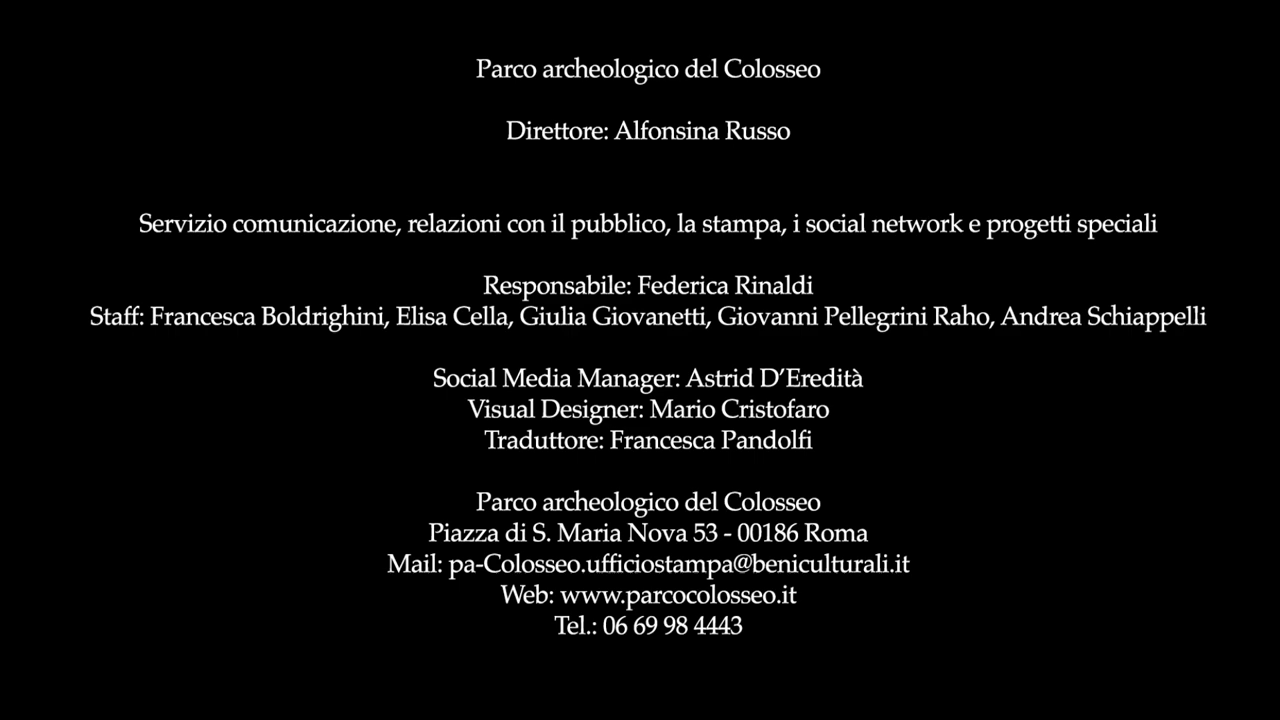 Parco archeologico del Colosseo
Direttore: Alfonsina Russo
Servizio comunicazione, relazioni con il pubblico, la stampa, i social network e progetti speciali
Responsabile: Federica Rinaldi
Staff: Francesca Boldrighini, Elisa Cella, Giulia Giovanetti, Giovanni Pellegrini Raho, Andrea Schiappelli
Social Media Manager: Astrid D’Eredità
Visual Designer: Mario Cristofaro
Traduttore: Francesca Pandolfi
Parco archeologico del Colosseo
Piazza di S. Maria Nova 53 - 00186 Roma
Mail: pa-Colosseo.ufficiostampa@beniculturali.it
Web: www.parcocolosseo.it
Tel.: 06 69 98 4443